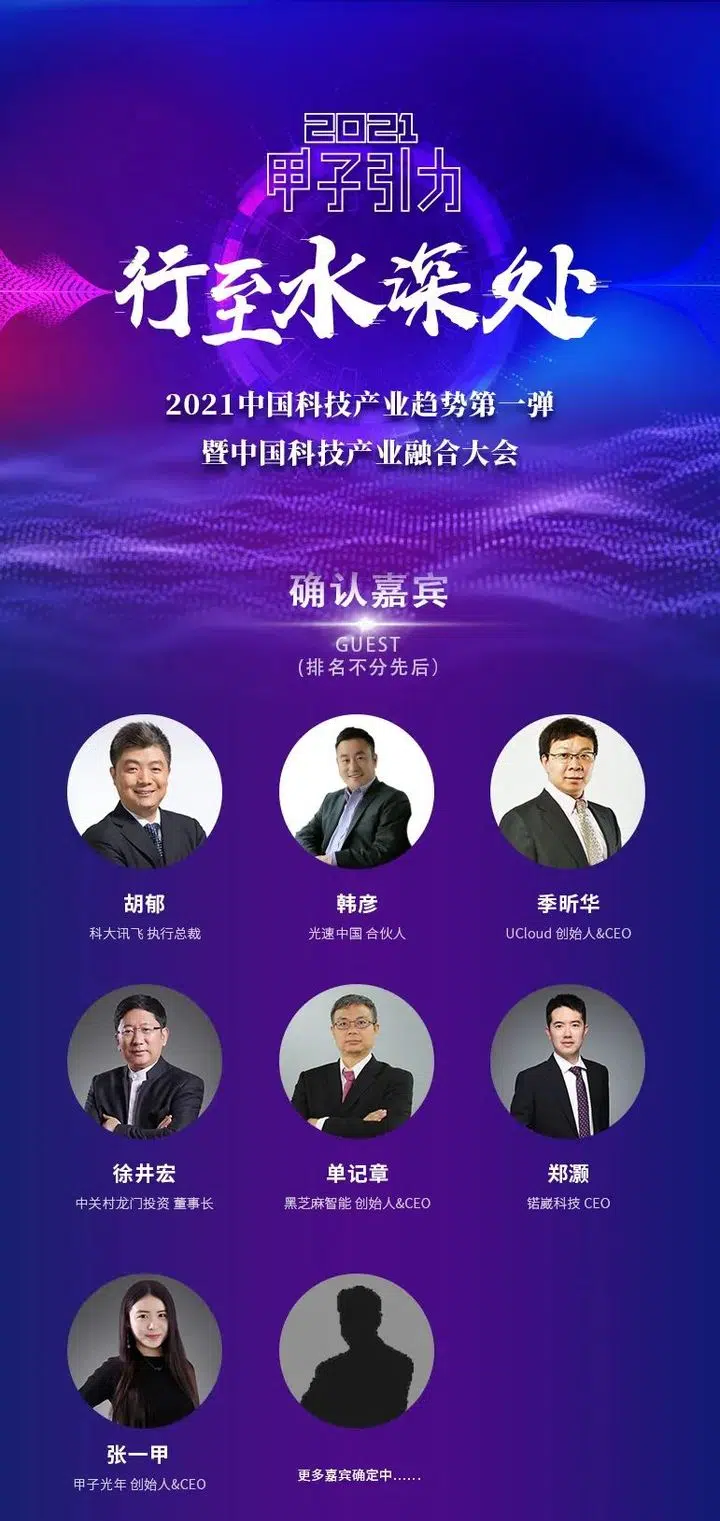 2021
甲子引力
行至水深处
2021中国科技产业趋势第一弹
暨中国科技产业融合大会
确认嘉宾
GUEST
(排名不分先后)
胡郁 韩彦 季昕华
科大讯飞 执行总裁 光速中国 合伙人 UCloud 创始人&CEO
徐井宏 单记章 郑灏
中关村龙门投资 董事长 黑芝麻智能 创始人&CEO 锘崴科技 CEO
张一甲
甲子光年 创始人&CEO 更多嘉宾确定中......